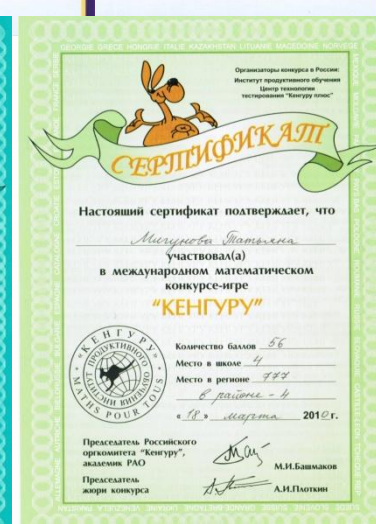 Организаторы конкурса в России:
Институт продуктивного обучения
Центр технологии
тестирования "Кенгуру плюс"
СЕРТИФИКАТ
Настоящий сертификат подтверждает, что
Мигунова Татьяна
участвовал(а)
в международном математическом
конкурсе-игре
"КЕНГУРУ"
Количество баллов 56
Место в школе 4
Место в регионе 777
в районе - 4
« 18 » марта 2010 г.
"КЕНГУРУ"
MATHS POUR TOUS
Председатель Российского
оргкомитета "Кенгуру",
академик РАО
М.И.Башмаков
Председатель
жюри конкурса
А.И.Плоткин